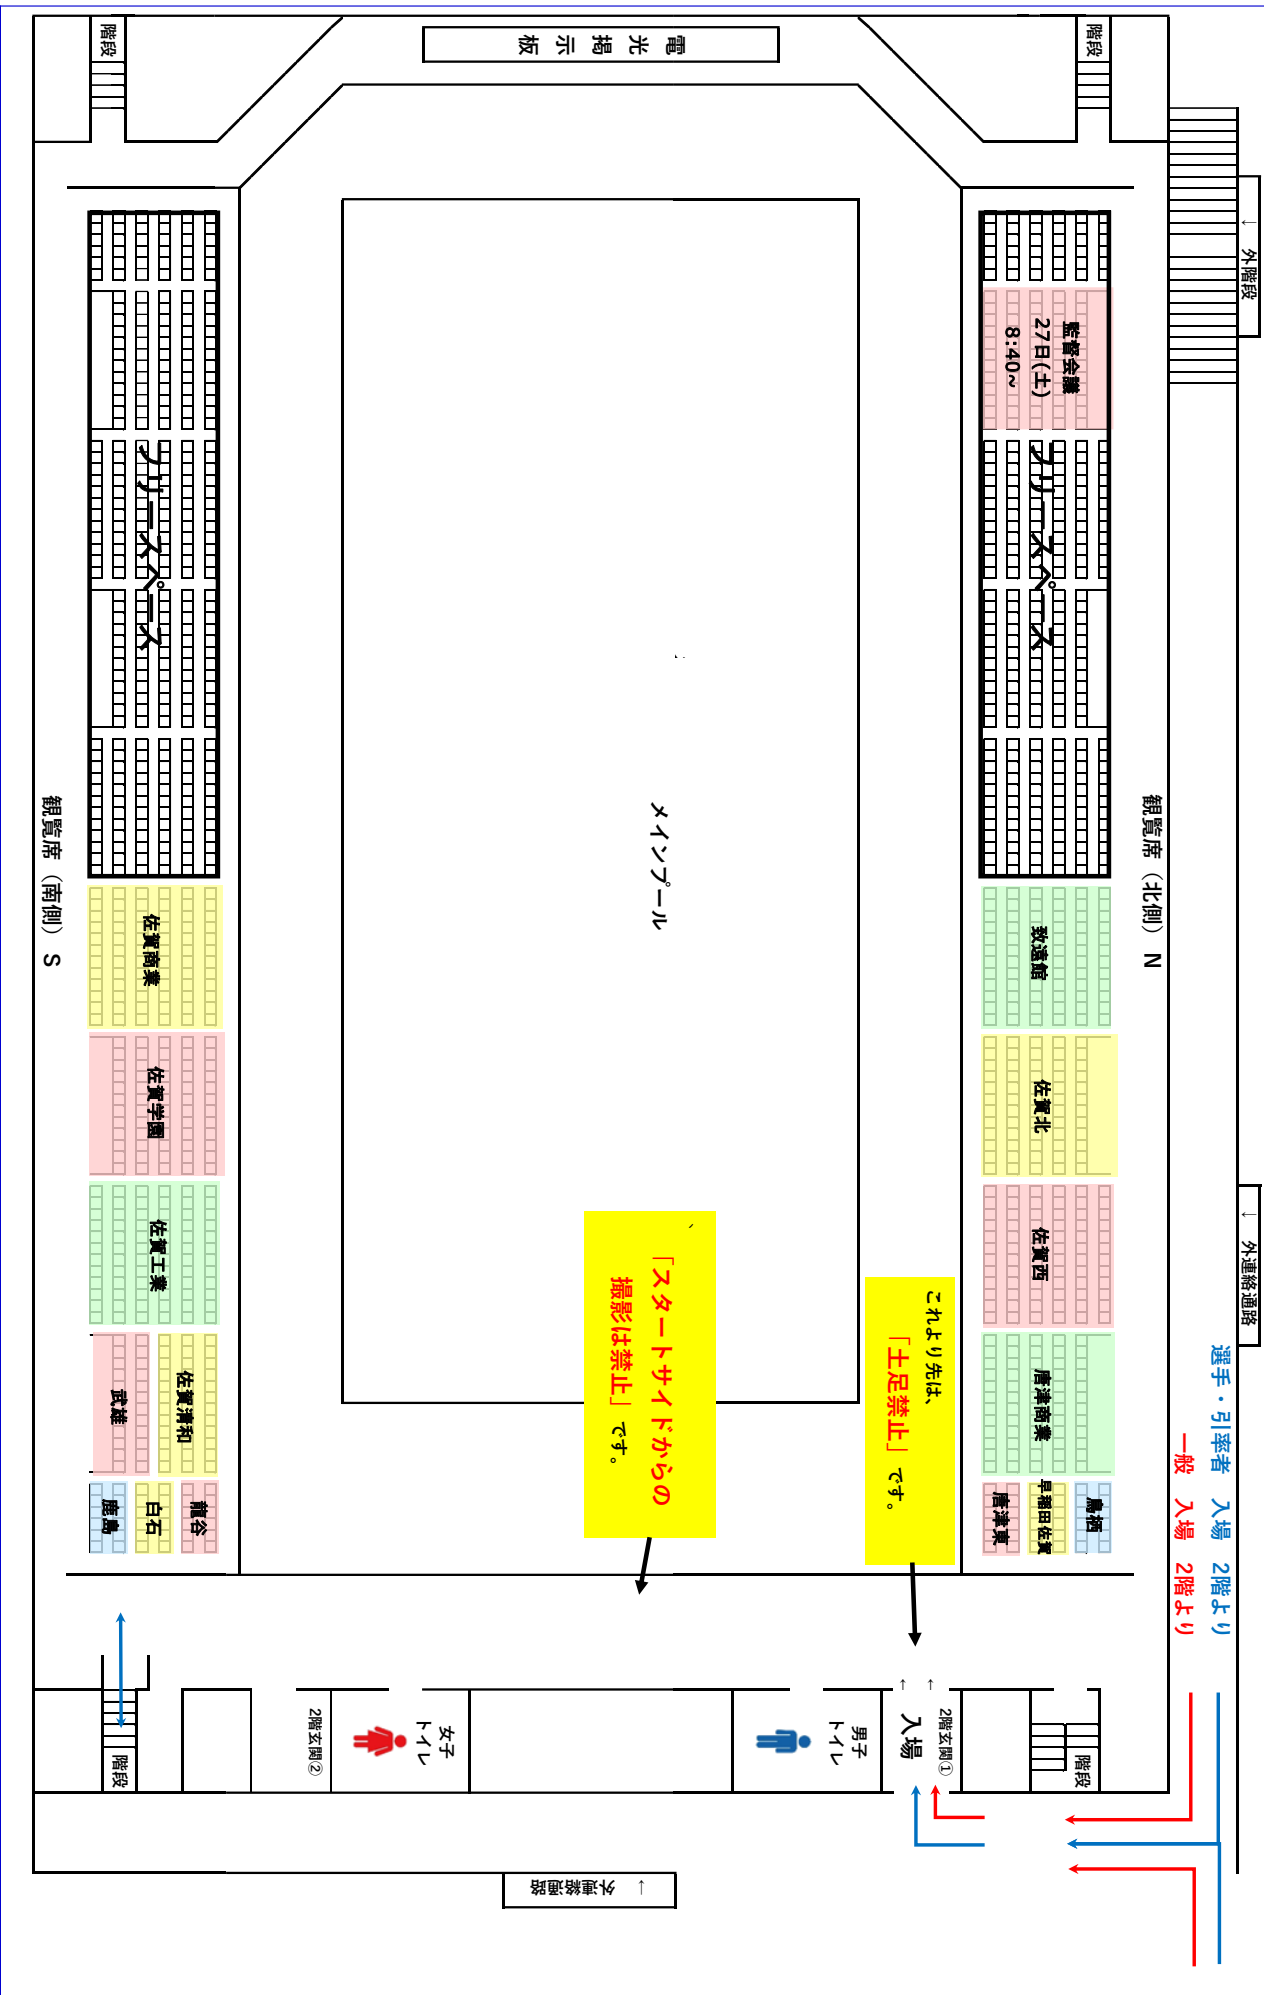 電光掲示板
階段
階段
↓ 外階段
監督会議
27日(土)
8:40~
フリースペース
フリースペース
メインプール
観覧席（北側） N
観覧席（南側） S
致遠館
佐賀北
佐賀西
唐津商業
鳥栖
早稲田佐賀
唐津東
佐賀商業
佐賀学園
佐賀工業
佐賀清和
武雄
龍谷
白石
鹿島
↓ 外連絡通路
選手・引率者 入場 2階より
一般 入場 2階より
これより先は、
「土足禁止」です。
「スタートサイドからの
撮影は禁止」です。
階段
2階玄関①
入場
男子
トイレ
女子
トイレ
2階玄関②
階段
↓ 外連絡通路